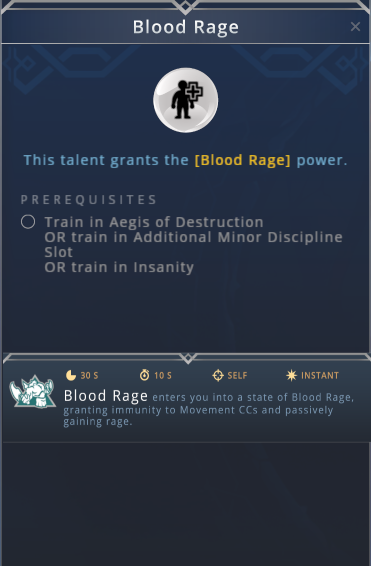 Blood Rage
This talent grants the [Blood Rage] power.
PREREQUISITES
Train in Aegis of Destruction
OR train in Additional Minor Discipline
Slot
OR train in Insanity
30 S 10 S SELF INSTANT
Blood Rage enters you into a state of Blood Rage,
granting immunity to Movement CCs and passively
gaining rage.